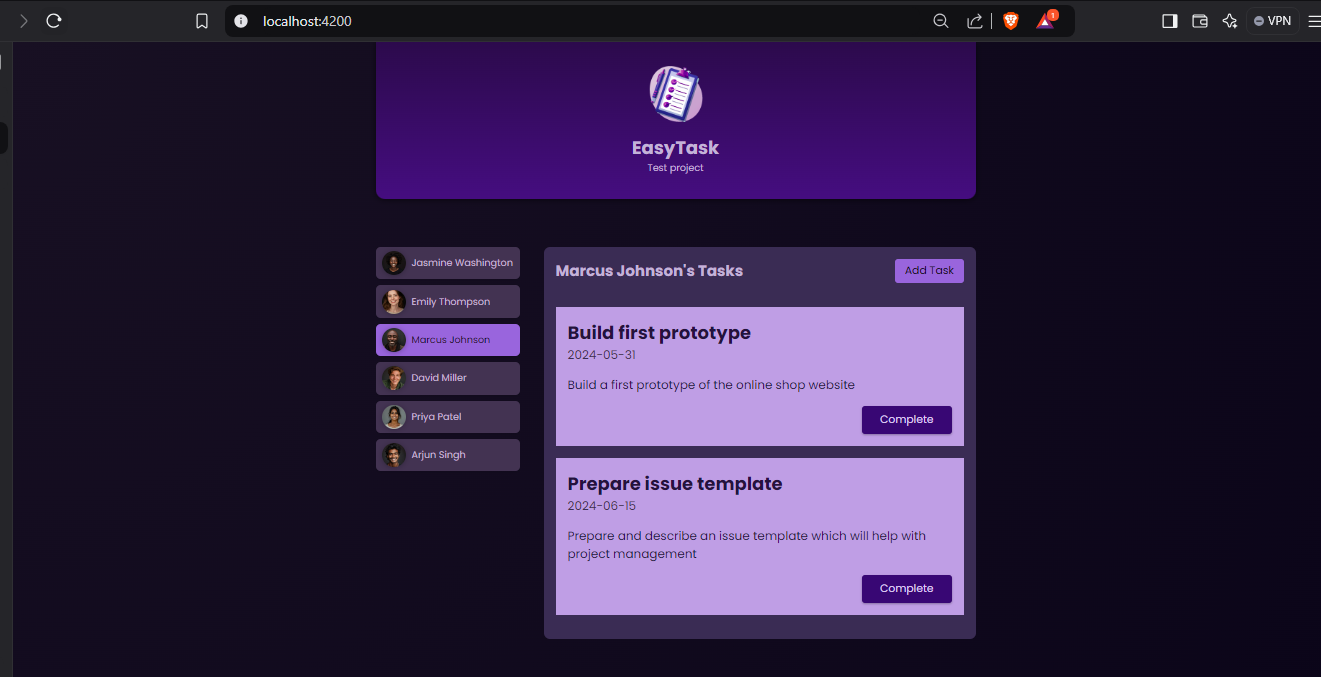 localhost:4200
1
VPN
EasyTask
Test project
Jasmine Washington
Emily Thompson
Marcus Johnson
David Miller
Priya Patel
Arjun Singh
Marcus Johnson's Tasks
Add Task
Build first prototype
2024-05-31
Build a first prototype of the online shop website
Complete
Prepare issue template
2024-06-15
Prepare and describe an issue template which will help with
project management
Complete